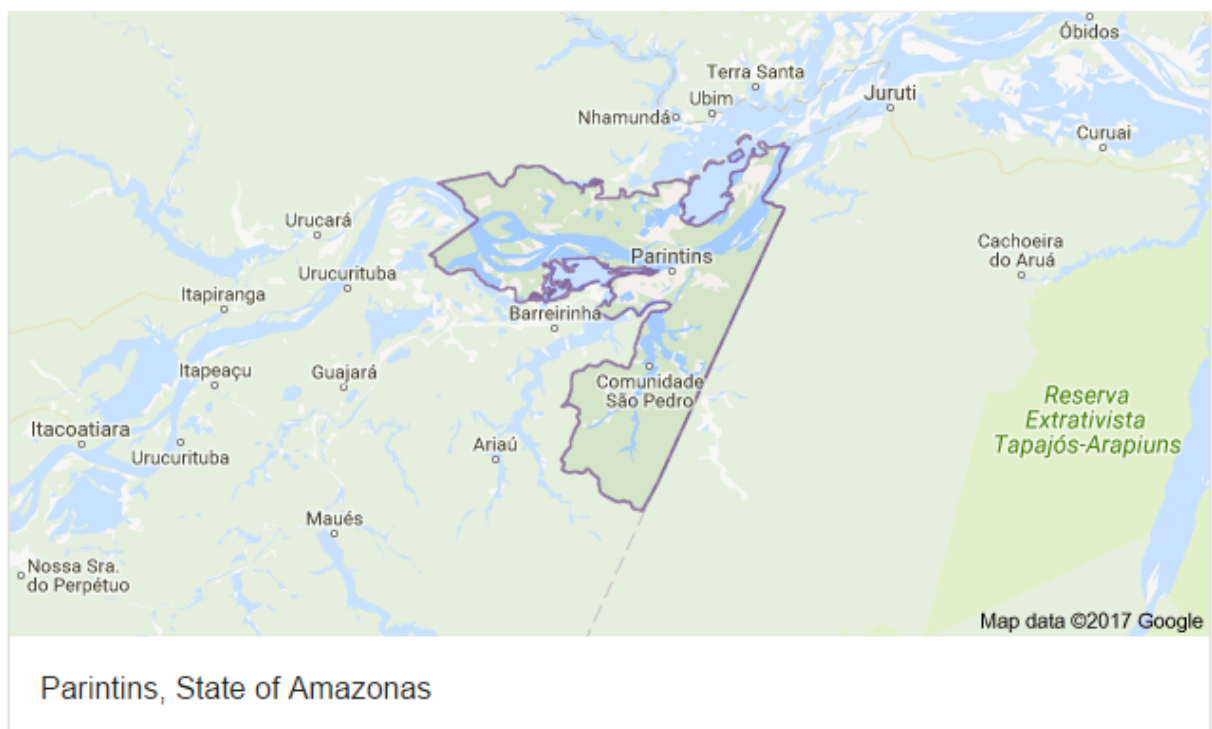 Óbidos
Terra Santa
Ubim
Juruti
Nhamundá
Curuai
Urucará
Cachoeira
do Aruá
Parintins
Urucurituba
Itapiranga
Barreirinha
Itapeaçu
Guajará
Comunidade
São Pedro
Reserva
Extrativista
Tapajós-Arapiuns
Itacoatiara
Urucurituba
Ariaú
Maués
Nossa Sra.
do Perpétuo
Map data ©2017 Google
Parintins, State of Amazonas